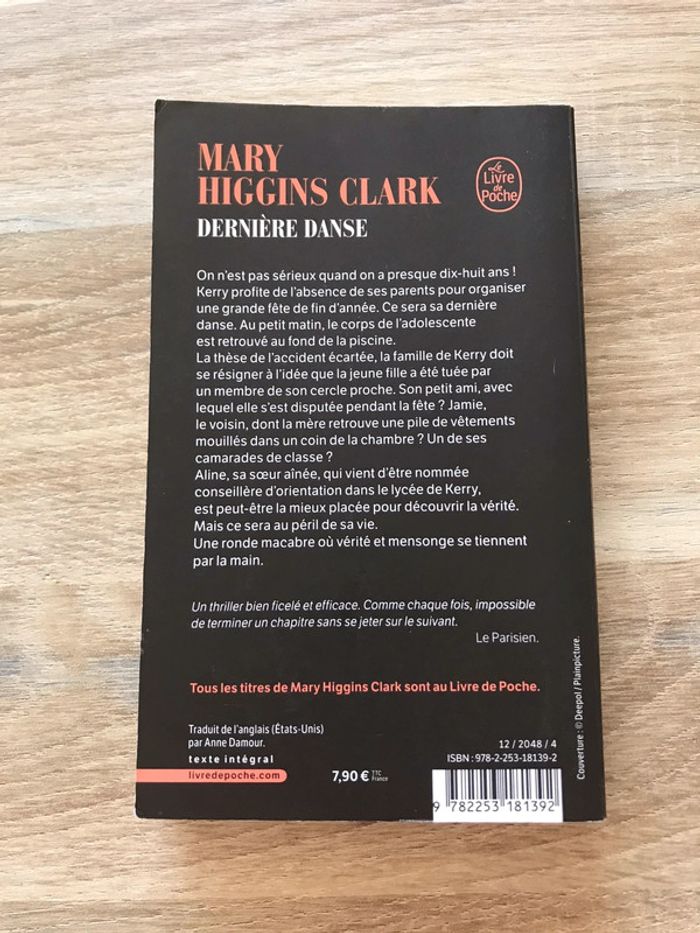 MARY
HIGGINS CLARK
DERNIÈRE DANSE
Le
Livre
de
Poche
On n'est pas sérieux quand on a presque dix-huit ans !
Kerry profite de l'absence de ses parents pour organiser
une grande fête de fin d'année. Ce sera sa dernière
danse. Au petit matin, le corps de l'adolescente
est retrouvé au fond de la piscine.
La thèse de l'accident écartée, la famille de Kerry doit
se résigner à l'idée que la jeune fille a été tuée par
un membre de son cercle proche. Son petit ami, avec
lequel elle s'est disputée pendant la fête ? Jamie,
le voisin, dont la mère retrouve une pile de vêtements
mouillés dans un coin de la chambre ? Un de ses
camarades de classe ?
Aline, sa sœur aînée, qui vient d'être nommée
conseillère d'orientation dans le lycée de Kerry,
est peut-être la mieux placée pour découvrir la vérité.
Mais ce sera au péril de sa vie.
Une ronde macabre où vérité et mensonge se tiennent
par la main.
Un thriller bien ficelé et efficace. Comme chaque fois, impossible
de terminer un chapitre sans se jeter sur le suivant.
Le Parisien.
Tous les titres de Mary Higgins Clark sont au Livre de Poche.
Traduit de l'anglais (États-Unis)
par Anne Damour.
texte intégral
livredepoche.com
7,90 € TTC
France
12 / 2048 / 4
ISBN : 978-2-253-18139-2
9 782253 181392
Couverture : © Deepol / Plainpicture.